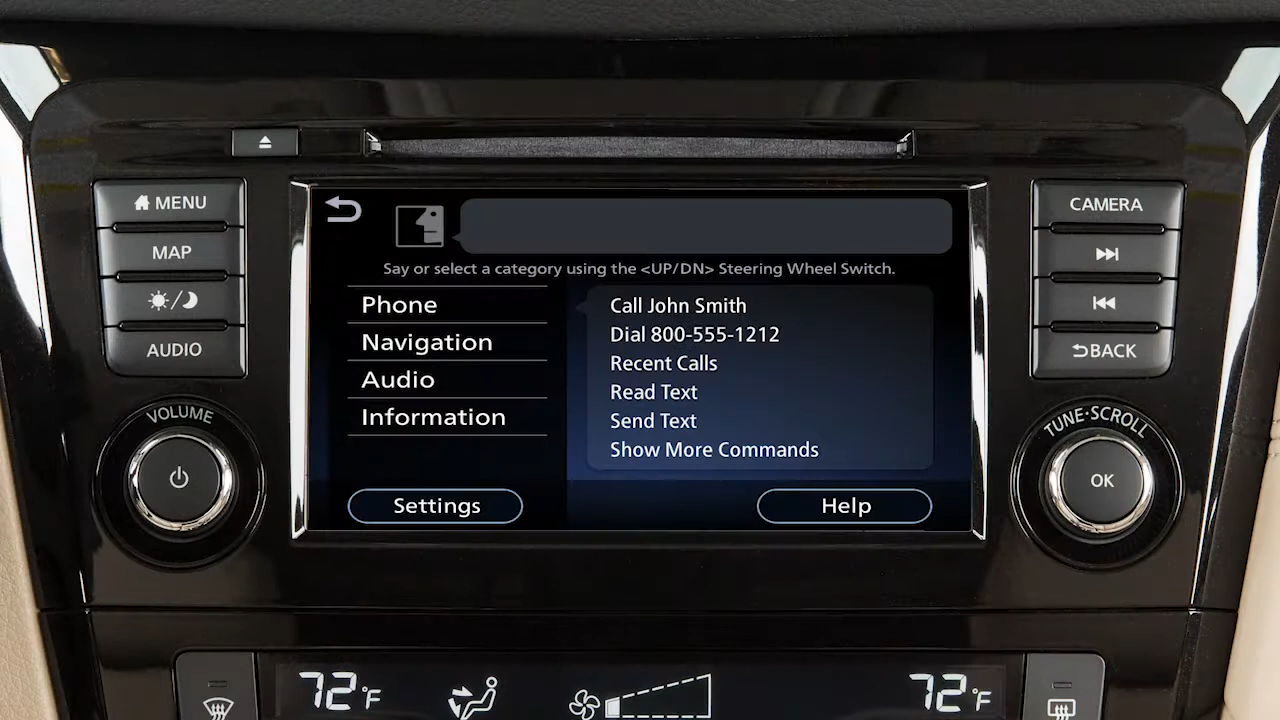 MENU
MAP
AUDIO
VOLUME
Say or select a category using the <UP/DN> Steering Wheel Switch.
Phone
Navigation
Audio
Information
Settings
Call John Smith
Dial 800-555-1212
Recent Calls
Read Text
Send Text
Show More Commands
Help
CAMERA
BACK
TUNE·SCROLL
OK
72°F
72°F